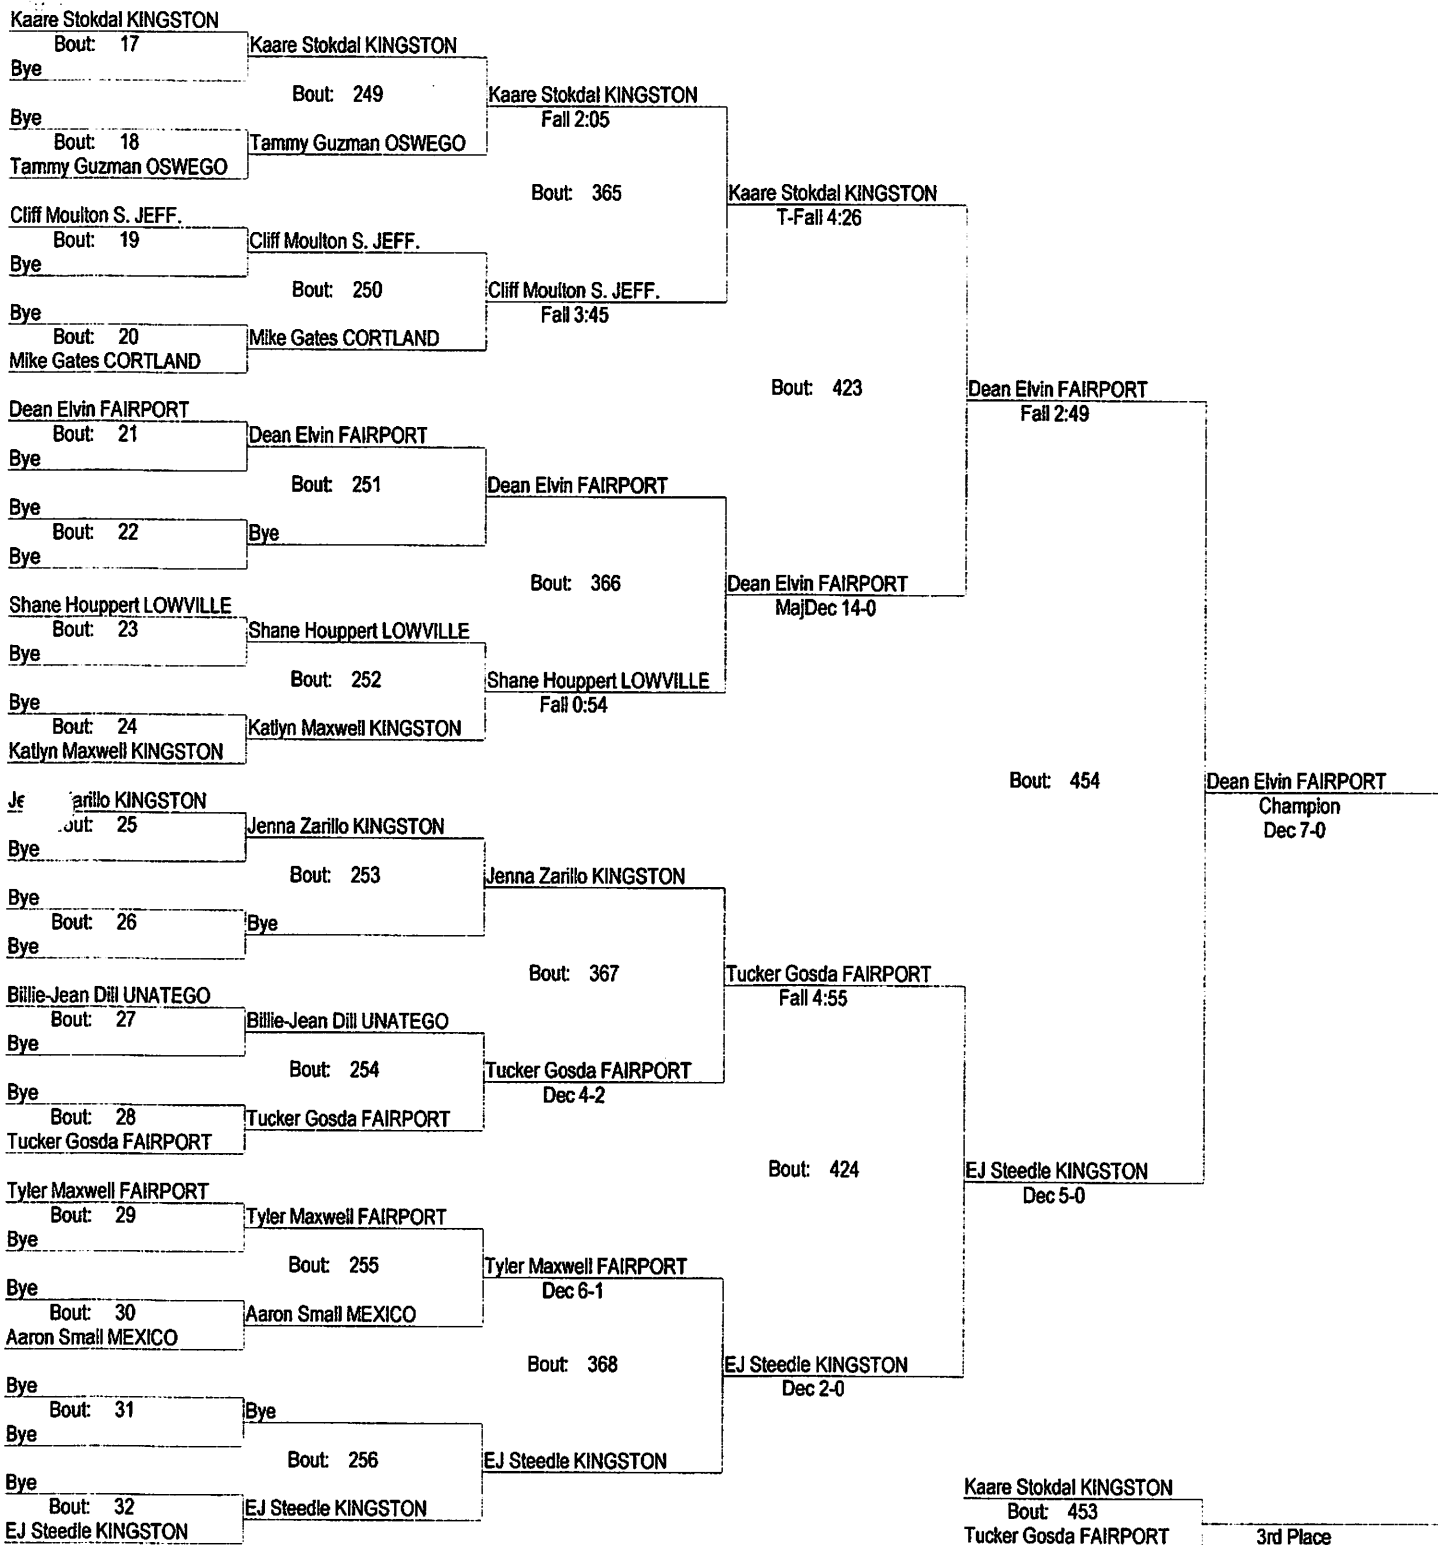 Kaare Stokdal KINGSTON
Bout: 17
Bye
Bye
Bout: 18
Tammy Guzman OSWEGO
Cliff Moulton S. JEFF.
Bout: 19
Bye
Bye
Bout: 20
Mike Gates CORTLAND
Dean Elvin FAIRPORT
Bout: 21
Bye
Bye
Bout: 22
Bye
Shane Houppert LOWVILLE
Bout: 23
Bye
Bye
Bout: 24
Katlyn Maxwell KINGSTON
KINGSTON
25
Bye
Bye
Bout: 26
Bye
Billie-Jean Dill UNATEGO
Bout: 27
Bye
Bye
Bout: 28
Tucker Gosda FAIRPORT
Tyler Maxwell FAIRPORT
Bout: 29
Bye
Bye
Bout: 30
Aaron Small MEXICO
Bye
Bout: 31
Bye
Bye
Bout: 32
EJ Steedle KINGSTON
Kaare Stokdal KINGSTON
Bout: 249
Tammy Guzman OSWEGO
Cliff Moulton S. JEFF.
Bout: 250
Mike Gates CORTLAND
Dean Elvin FAIRPORT
Bout: 251
Bye
Shane Houppert LOWVILLE
Bout: 252
Katlyn Maxwell KINGSTON
Jenna Zarillo KINGSTON
Bout: 253
Bye
Billie-Jean Dill UNATEGO
Bout: 254
Tucker Gosda FAIRPORT
Tyler Maxwell FAIRPORT
Bout: 255
Aaron Small MEXICO
Bye
Bout: 256
EJ Steedle KINGSTON
Kaare Stokdal KINGSTON
Fall 2:05
Bout: 365
Cliff Moulton S. JEFF.
Fall 3:45
Dean Elvin FAIRPORT
Bout: 366
Shane Houppert LOWVILLE
Fall 0:54
Jenna Zarillo KINGSTON
Bout: 367
Tucker Gosda FAIRPORT
Dec 4-2
Tyler Maxwell FAIRPORT
Dec 6-1
Bout: 368
EJ Steedle KINGSTON
Kaare Stokdal KINGSTON
T-Fall 4:26
Bout: 423
Dean Elvin FAIRPORT
MajDec 14-0
Tucker Gosda FAIRPORT
Fall 4:55
Bout: 424
EJ Steedle KINGSTON
Dec 2-0
Dean Elvin FAIRPORT
Fall 2:49
Bout: 454
EJ Steedle KINGSTON
Dec 5-0
Dean Elvin FAIRPORT
Champion
Dec 7-0
Kaare Stokdal KINGSTON
Bout: 453
Tucker Gosda FAIRPORT
3rd Place